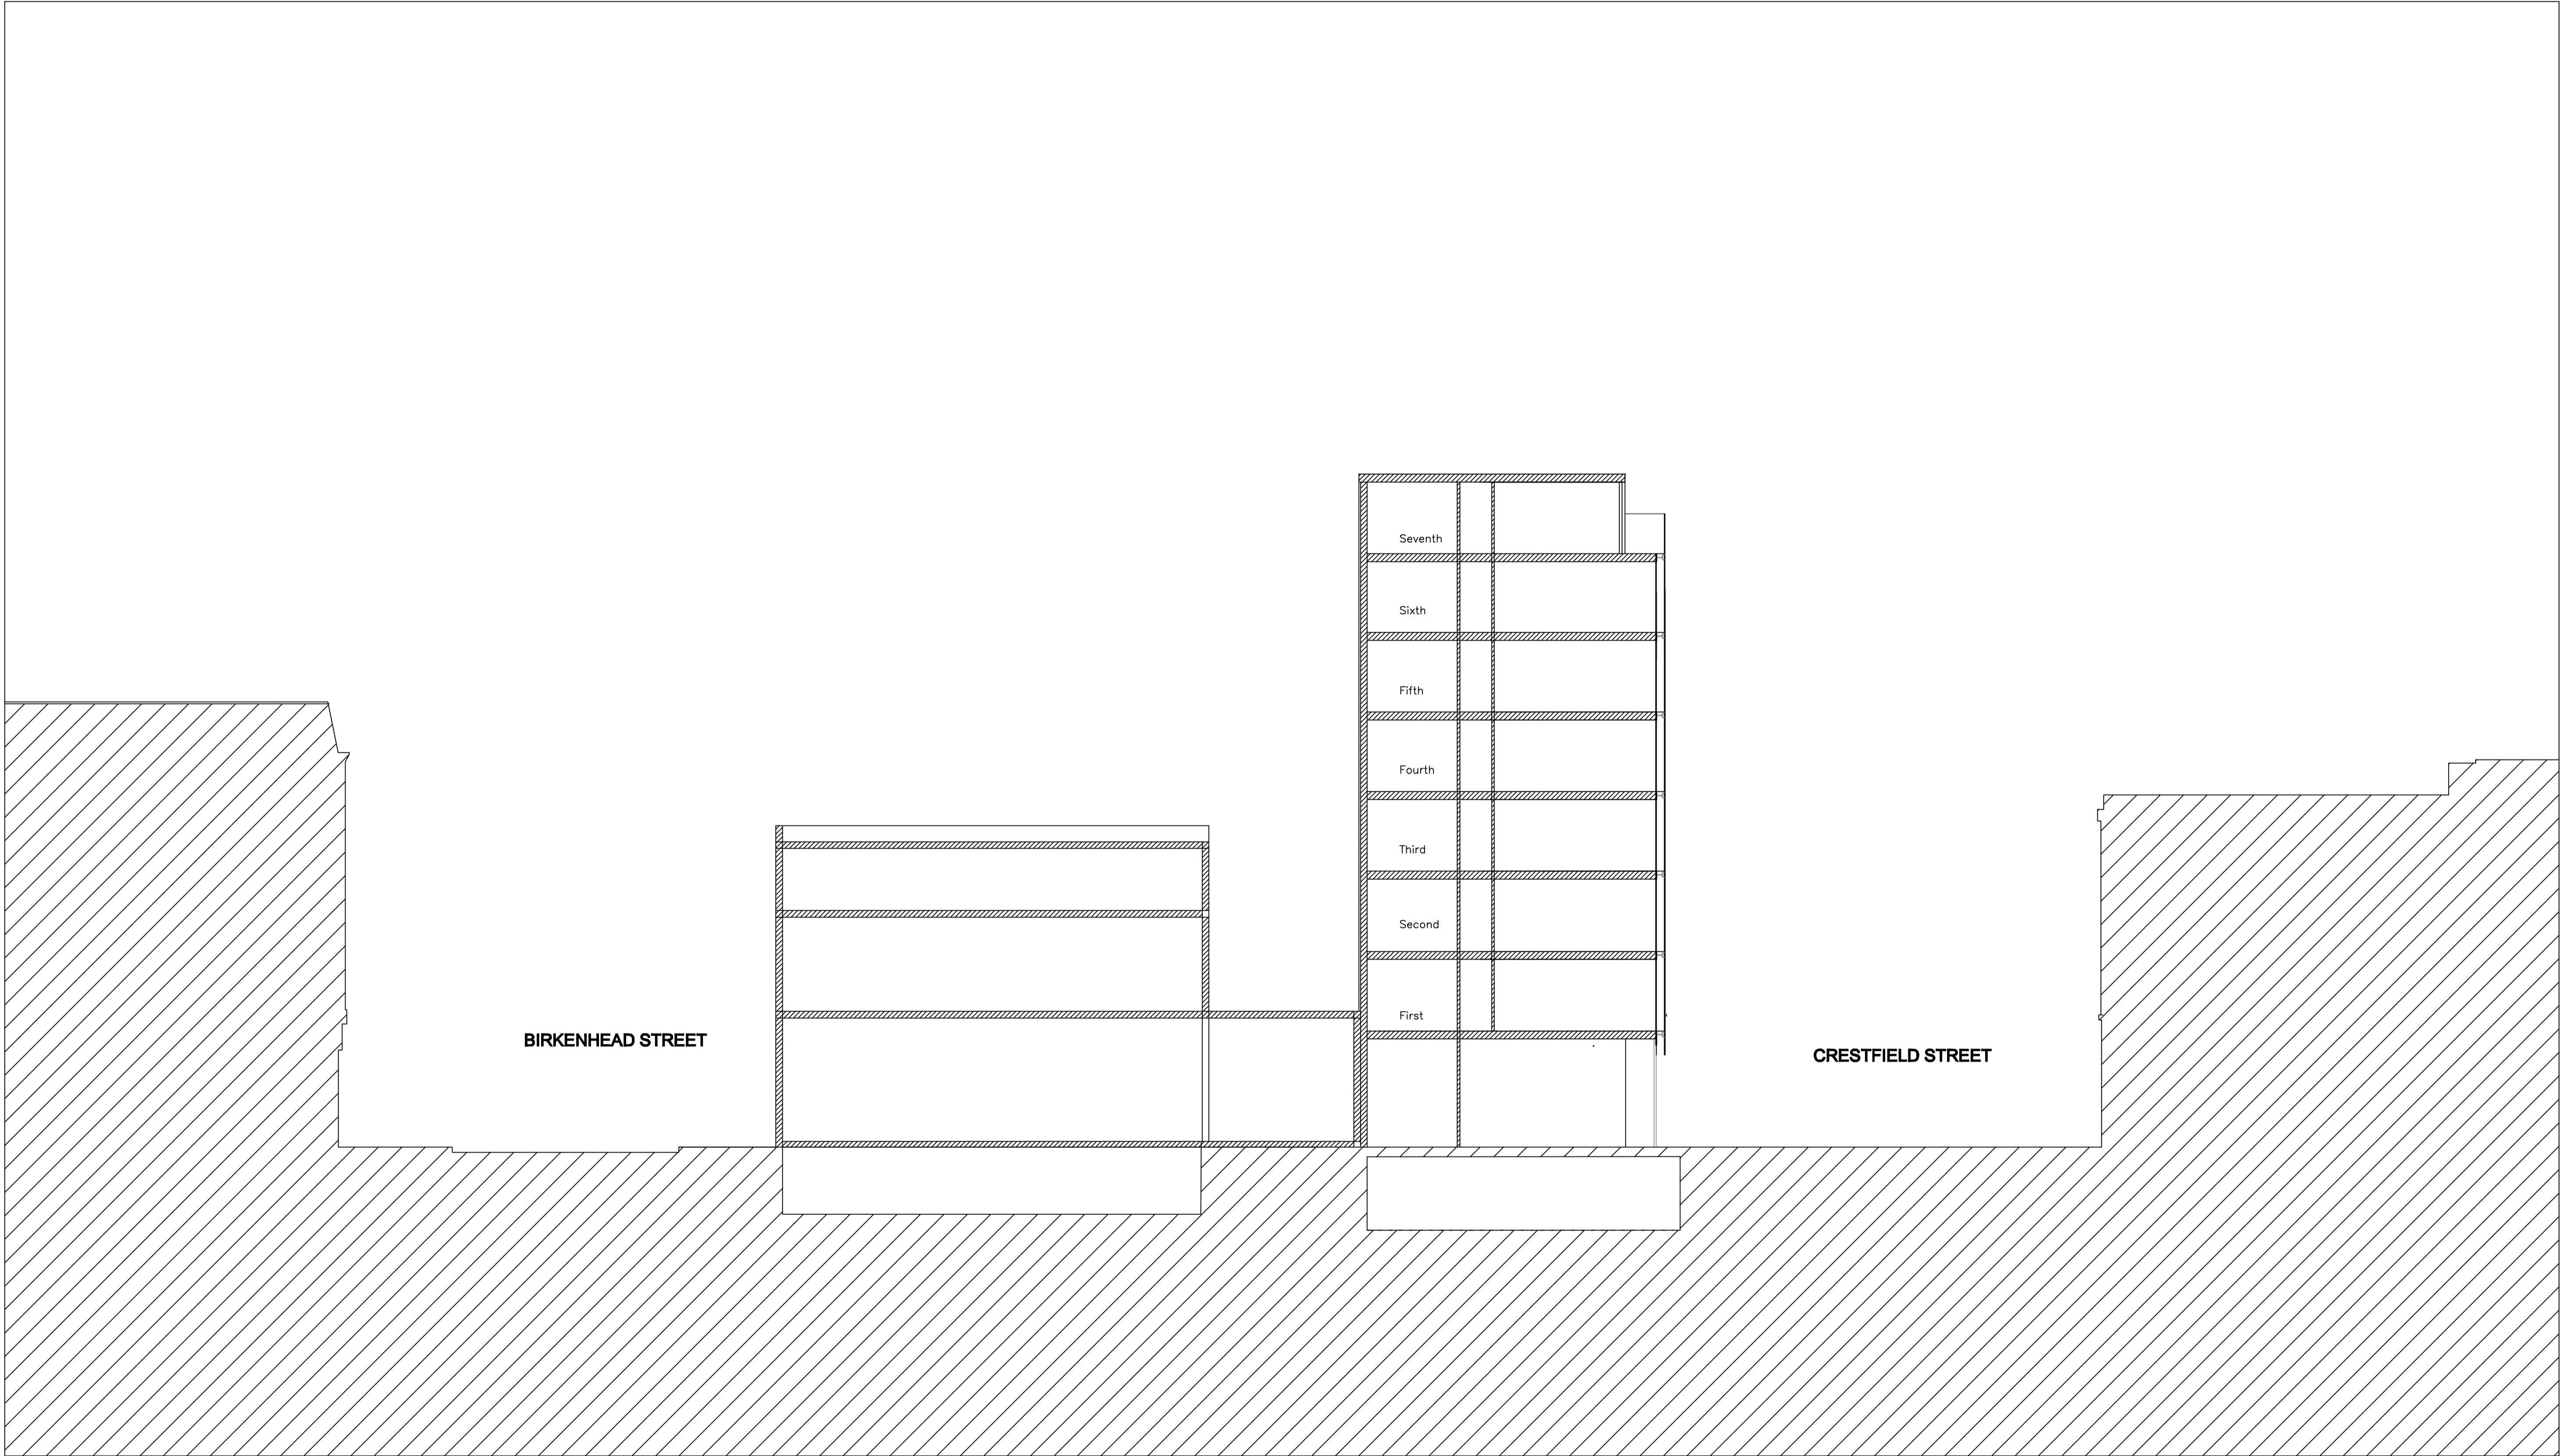 Seventh
Sixth
Fifth
Fourth
Third
Second
First
BIRKENHEAD STREET
CRESTFIELD STREET